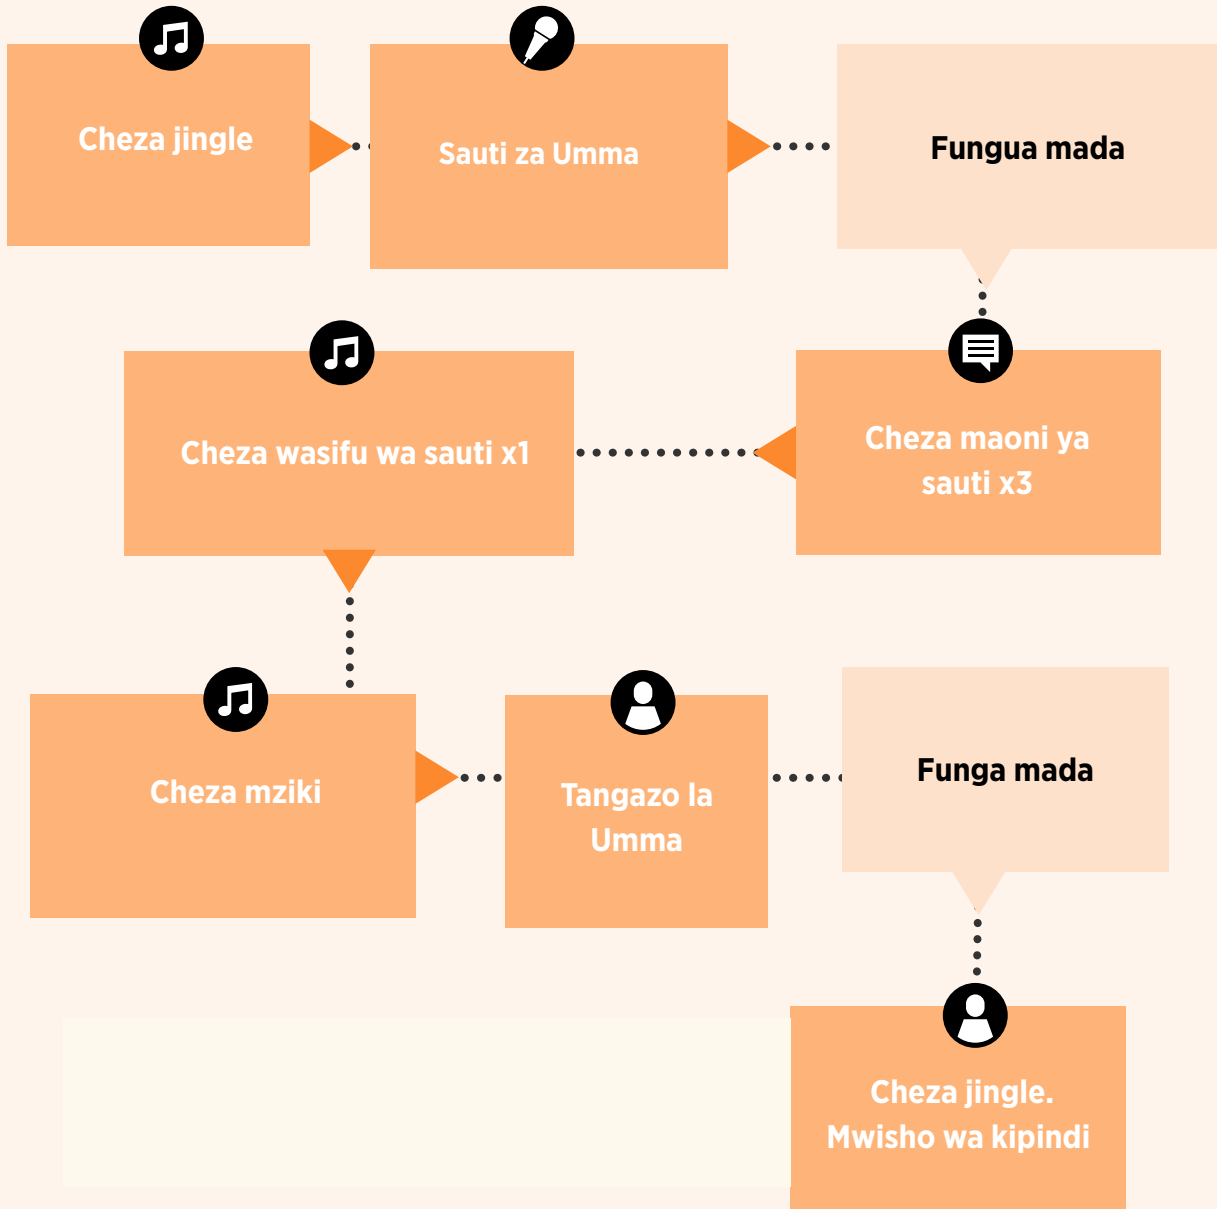 Cheza jingle
Sauti za Umma
Fungua mada
Cheza maoni ya
sauti x3
Cheza wasifu wa sauti x1
Cheza mziki
Tangazo la
Umma
Funga mada
Cheza jingle.
Mwisho wa kipindi